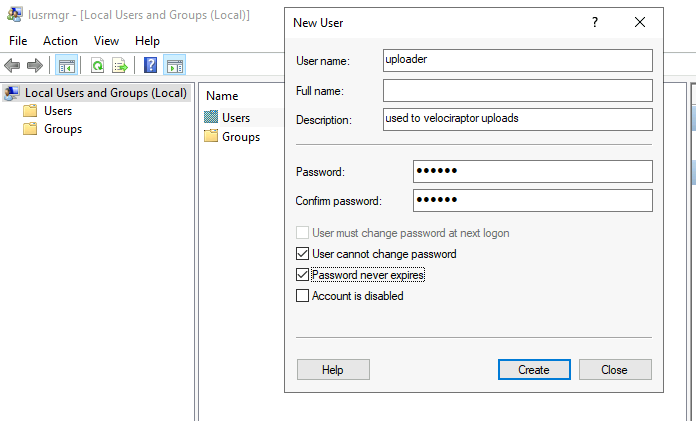 lusrmgr - [Local Users and Groups (Local)]
File Action View Help
Local Users and Groups (Local)
Users
Groups
Name
Users
Groups
New User
?
User name:
uploader
Full name:
Description:
used to velociraptor uploads
Password:
••••••
Confirm password:
••••••
User must change password at next logon
User cannot change password
Password never expires
Account is disabled
Help
Create
Close